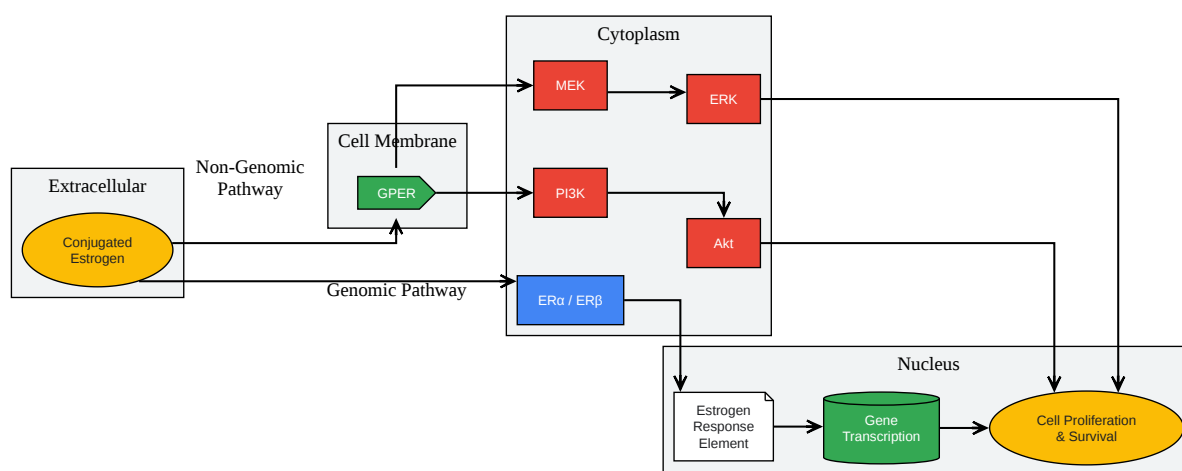 Cytoplasm
MEK
ERK
Cell Membrane
Non-Genomic
Pathway
Extracellular
GPER
PI3K
Conjugated
Estrogen
Akt
Genomic Pathway
ERα / ERβ
Nucleus
Estrogen
Response
Element
Gene
Transcription
Cell Proliferation
& Survival